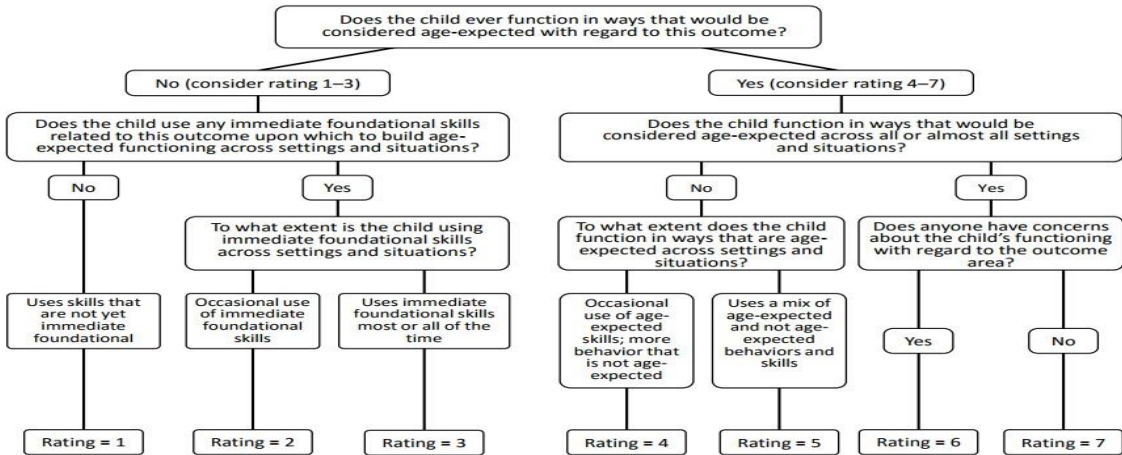 Does the child ever function in ways that would be
considered age-expected with regard to this outcome?
No (consider rating 1–3)
Yes (consider rating 4–7)
Does the child use any immediate foundational skills
related to this outcome upon which to build age-
expected functioning across settings and situations?
Does the child function in ways that would be
considered age-expected across all or almost all settings
and situations?
No
Yes
No
Yes
To what extent is the child using
immediate foundational skills
across settings and situations?
To what extent does the child
function in ways that are age-
expected across settings and
situations?
Does anyone have concerns
about the child's functioning
with regard to the outcome
area?
Uses skills that
are not yet
immediate
foundational
Occasional use
of immediate
foundational
skills
Uses immediate
foundational skills
most or all of the
time
Occasional
use of age-
expected
skills; more
behavior that
is not age-
expected
Uses a mix of
age-expected
and not age-
expected
behaviors and
skills
Yes
No
Rating = 1
Rating = 2
Rating = 3
Rating = 4
Rating = 5
Rating = 6
Rating = 7